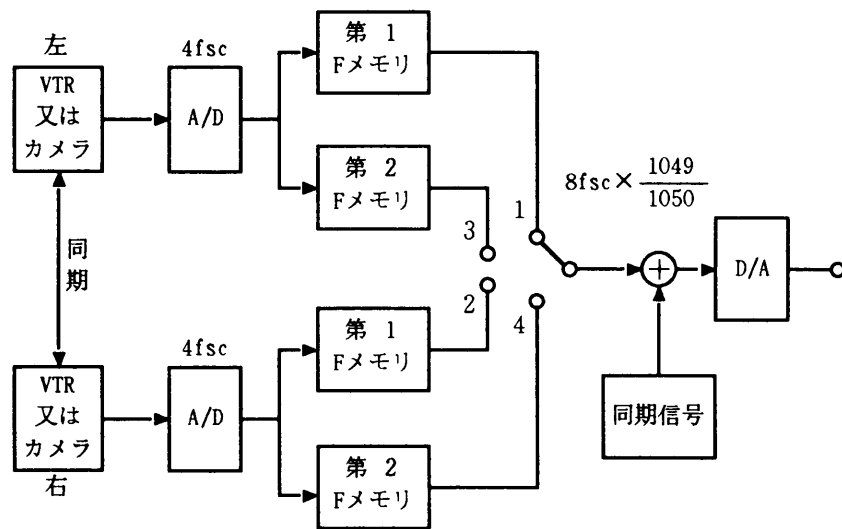 左
VTR
又は
カメラ
4fsc
A/D
第 1
Fメモリ
第 2
Fメモリ
同
期
3
2
1
4
8fsc× 1049/1050
D/A
同期信号
4fsc
A/D
第 1
Fメモリ
第 2
Fメモリ
VTR
又は
カメラ
右